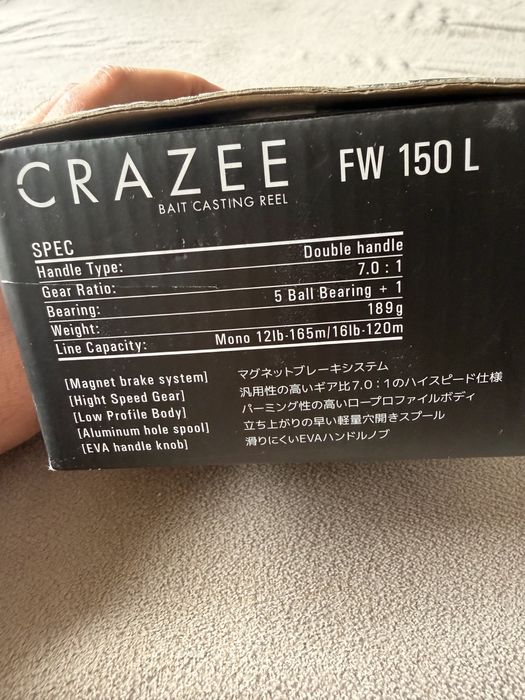 CRAZEE FW 150 L
BAIT CASTING REEL
SPEC
Handle Type: Double handle
Gear Ratio: 7.0 : 1
Bearing: 5 Ball Bearing + 1
Weight: 189g
Line Capacity: Mono 12lb-165m/16lb-120m
[Magnet brake system] マグネットブレーキシステム
[Hight Speed Gear] 汎用性の高いギア比7.0：1のハイスピード仕様
[Low Profile Body] パーミング性の高いロープロファイルボディ
[Aluminum hole spool] 立ち上がりの早い軽量穴開きスプール
[EVA handle knob] 滑りにくいEVAハンドルノブ